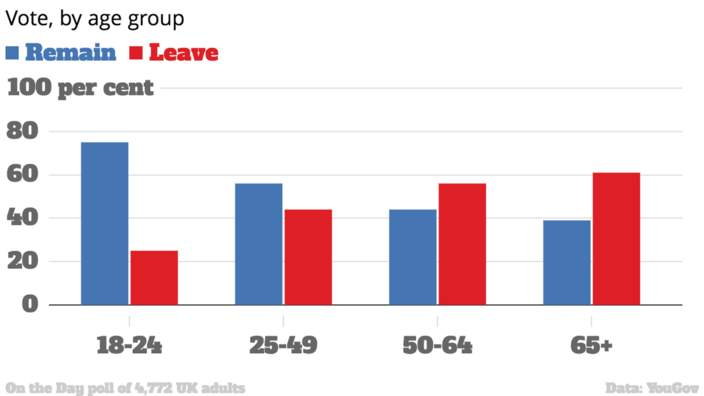 Vote, by age group
Remain Leave
100 per cent
80
60
40
20
0
18-24 25-49 50-64 65+
On the Day poll of 4,772 UK adults Data: YouGov